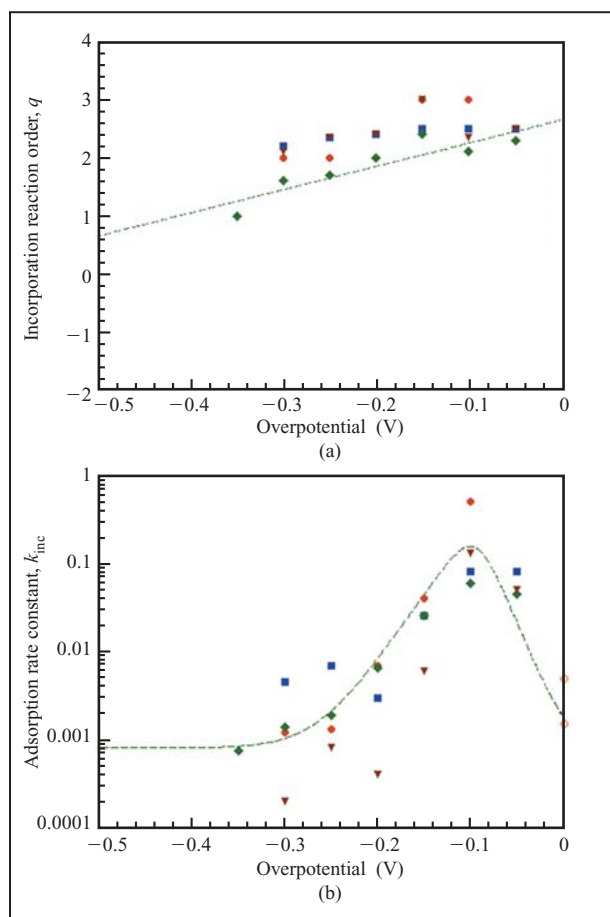 4
3
2
1
0
−1
−2
Incorporation reaction order, q
−0.5 −0.4 −0.3 −0.2 −0.1 0
Overpotential (V)
(a)
1
0.1
0.01
0.001
0.0001
Adsorption rate constant, kinc
−0.5 −0.4 −0.3 −0.2 −0.1 0
Overpotential (V)
(b)